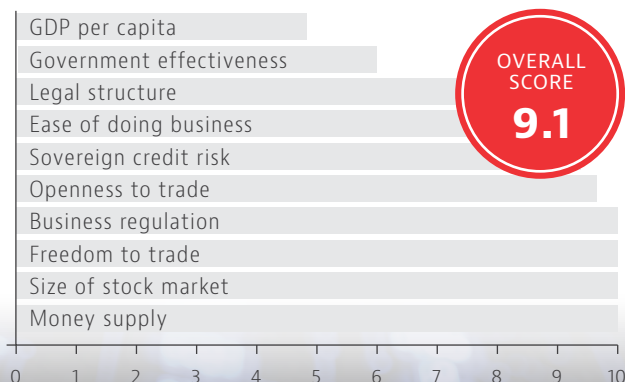 GDP per capita
Government effectiveness
Legal structure
Ease of doing business
Sovereign credit risk
Openness to trade
Business regulation
Freedom to trade
Size of stock market
Money supply
OVERALL
SCORE
9.1
0 1 2 3 4 5 6 7 8 9 10